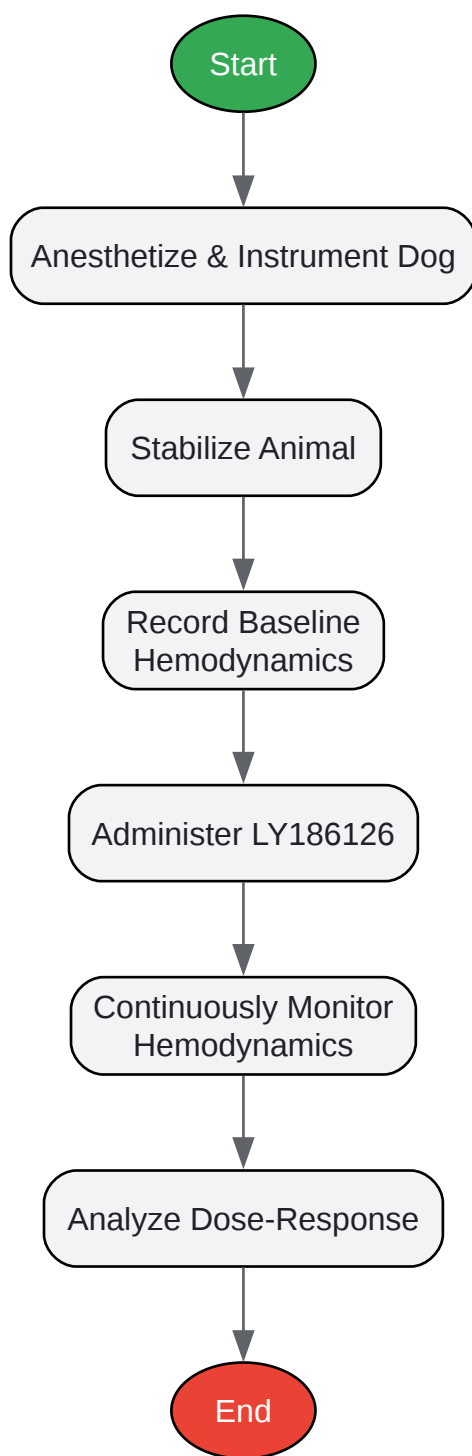 Start
Anesthetize & Instrument Dog
Stabilize Animal
Record Baseline
Hemodynamics
Administer LY186126
Continuously Monitor
Hemodynamics
Analyze Dose-Response
End